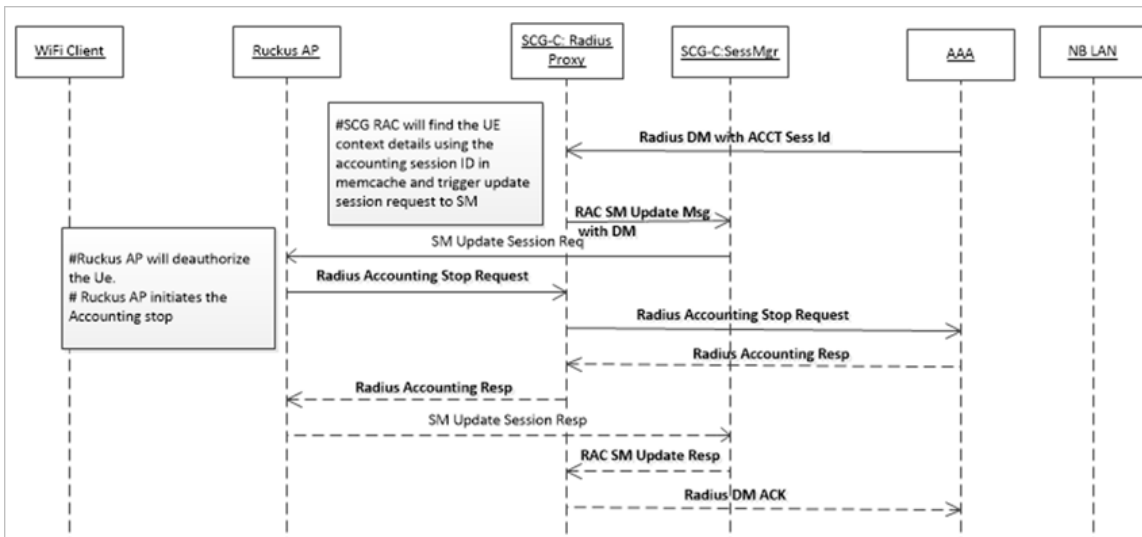 WiFi Client
Ruckus AP
SCG-C: Radius
Proxy
SCG-C:SessMgr
AAA
NB LAN
#SCG RAC will find the UE
context details using the
accounting session ID in
memcache and trigger update
session request to SM
Radius DM with ACCT Sess Id
RAC SM Update Msg
with DM
SM Update Session Req
#Ruckus AP will deauthorize
the Ue.
# Ruckus AP initiates the
Accounting stop
Radius Accounting Stop Request
Radius Accounting Stop Request
Radius Accounting Resp
Radius Accounting Resp
SM Update Session Resp
RAC SM Update Resp
Radius DM ACK